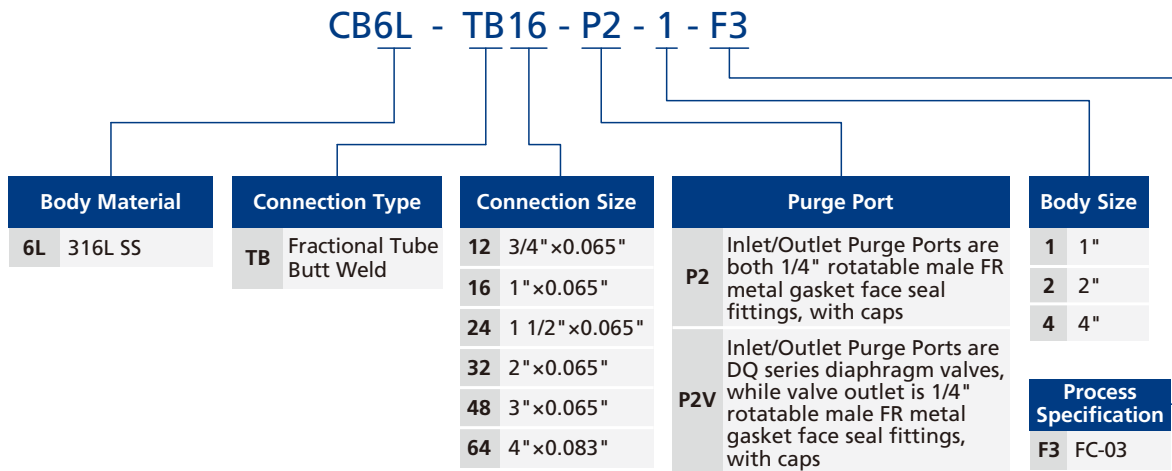 CB6L - TB16 - P2 - 1 - F3
Body Material
6L 316L SS
Connection Type
TB Fractional Tube
Butt Weld
Connection Size
12 3/4"×0.065"
16 1"×0.065"
24 1 1/2"×0.065"
32 2"×0.065"
48 3"×0.065"
64 4"×0.083"
Purge Port
P2 Inlet/Outlet Purge Ports are
both 1/4" rotatable male FR
metal gasket face seal
fittings, with caps
P2V Inlet/Outlet Purge Ports are
DQ series diaphragm valves,
while valve outlet is 1/4"
rotatable male FR metal
gasket face seal fittings,
with caps
Body Size
1 1"
2 2"
4 4"
Process
Specification
F3 FC-03